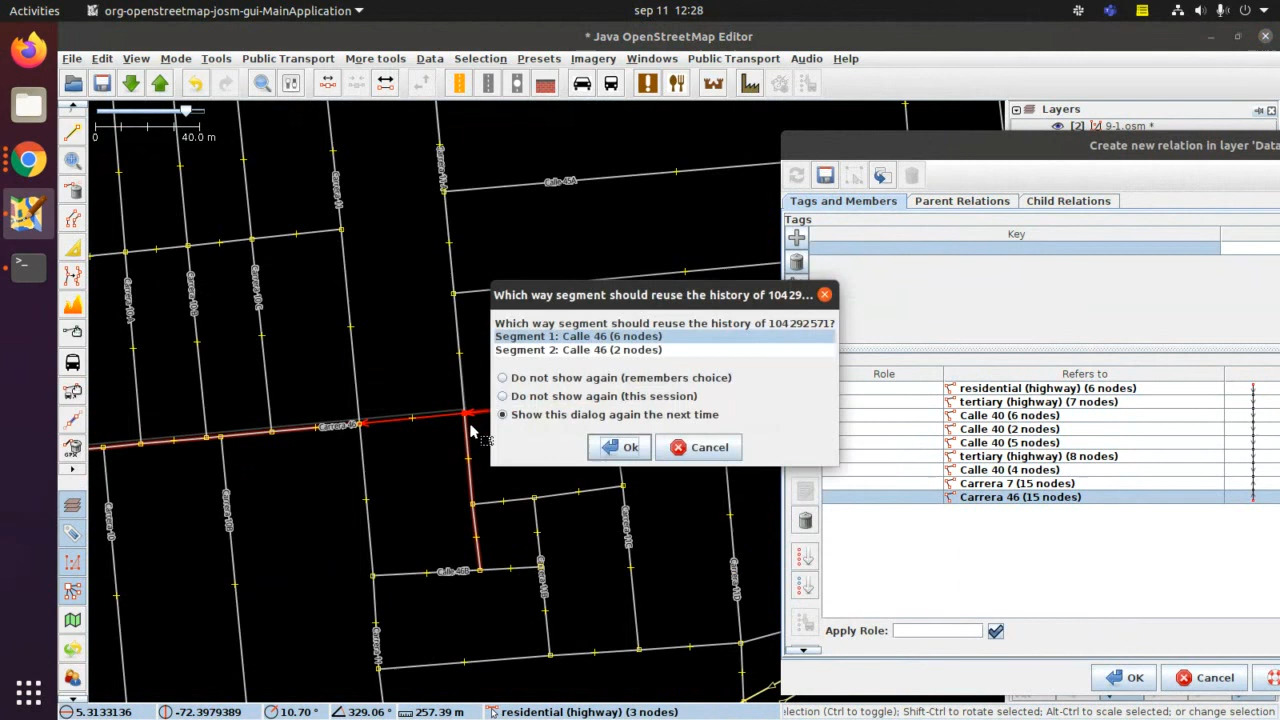 Activities
org-openstreetmap-josm-gui-MainApplication
sep 11 12:28
* Java OpenStreetMap Editor
File Edit View Mode Tools Public Transport More tools Data Selection Presets Imagery Windows Public Transport Audio Help
0
40.0 m
Layers
[2] 9-1.osm *
Create new relation in layer 'Data
Tags and Members
Parent Relations
Child Relations
Tags
Key
Calle 45A
Which way segment should reuse the history of 10429...
Which way segment should reuse the history of 104292571?
Segment 1: Calle 46 (6 nodes)
Segment 2: Calle 46 (2 nodes)
Do not show again (remembers choice)
Do not show again (this session)
Show this dialog again the next time
Ok
Cancel
Role
Refers to
residential (highway) (6 nodes)
tertiary (highway) (7 nodes)
Calle 40 (6 nodes)
Calle 40 (2 nodes)
Calle 40 (5 nodes)
tertiary (highway) (8 nodes)
Calle 40 (4 nodes)
Carrera 7 (15 nodes)
Carrera 46 (15 nodes)
Carrera 46
Calle 46B
Apply Role:
OK
Cancel
5.3133136
-72.3979389
10.70 °
329.06 °
257.39 m
residential (highway) (3 nodes)
election (Ctrl to toggle); Shift-Ctrl to rotate selected; Alt-Ctrl to scale selected; or change selection